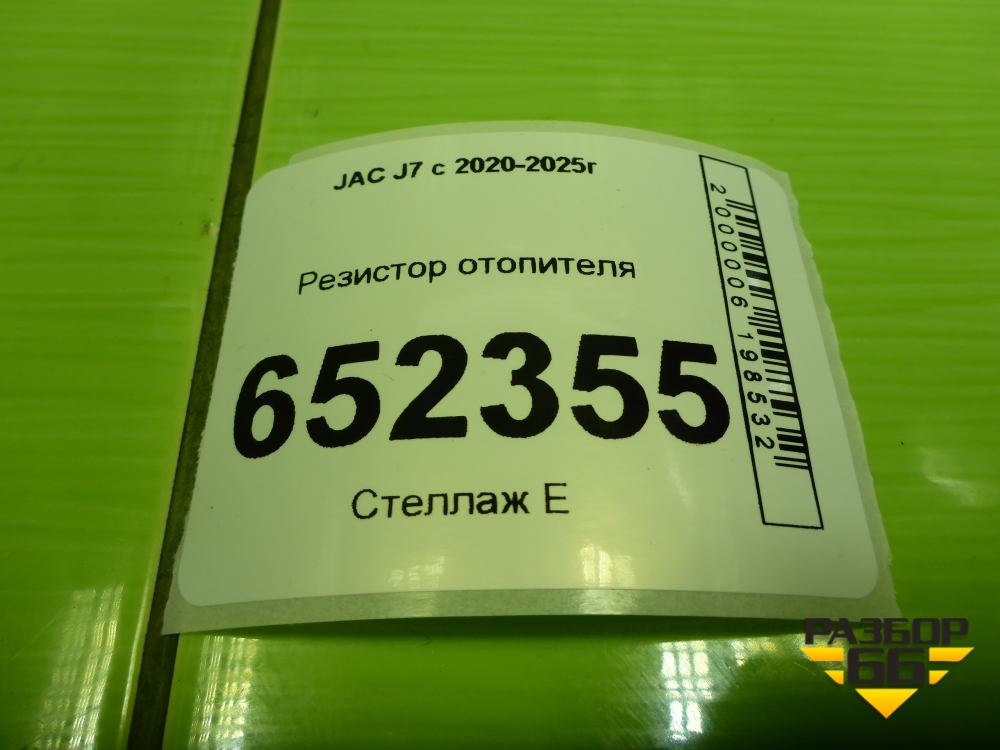 JAC J7 с 2020-2025г
Резистор отопителя
652355
Стеллаж Е
2000006198532
РАЗБОР
66